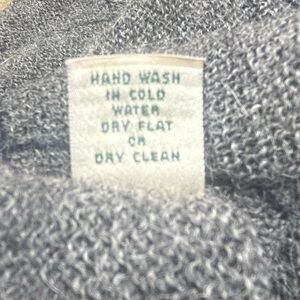 HAND WASH
IN COLD
WATER
DRY FLAT
OR
DRY CLEAN